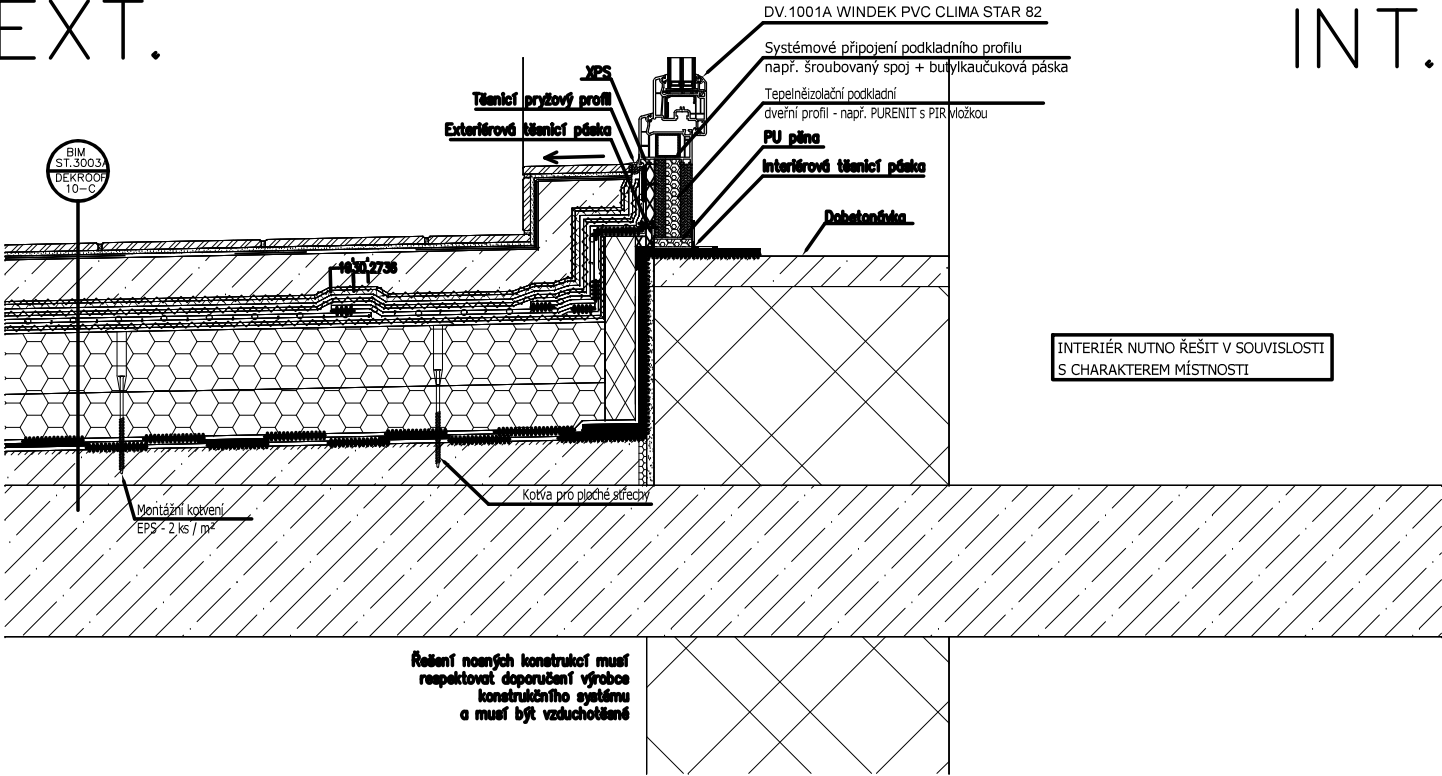 EXT.
INT.
DV.1001A WINDEK PVC CLIMA STAR 82
Systémové připojení podkladního profilu
např. šroubovaný spoj + butylkaučuková páska
XPS
Těsnicí pryžový profil
Exteriérová těsnicí páska
Tepelněizolační podkladní
dveřní profil - např. PURENIT s PIR vložkou
PU pěna
Interiérová těsnicí páska
Dobetonávka
BIM
ST.3003A
DEKROOF
10-C
INTERIÉR NUTNO ŘEŠIT V SOUVISLOSTI
S CHARAKTEREM MÍSTNOSTI
Kotva pro ploché střechy
Montážní kotvení
EPS - 2 ks / m²
Řešení nosných konstrukcí musí
respektovat doporučení výrobce
konstrukčního systému
a musí být vzduchotěsné